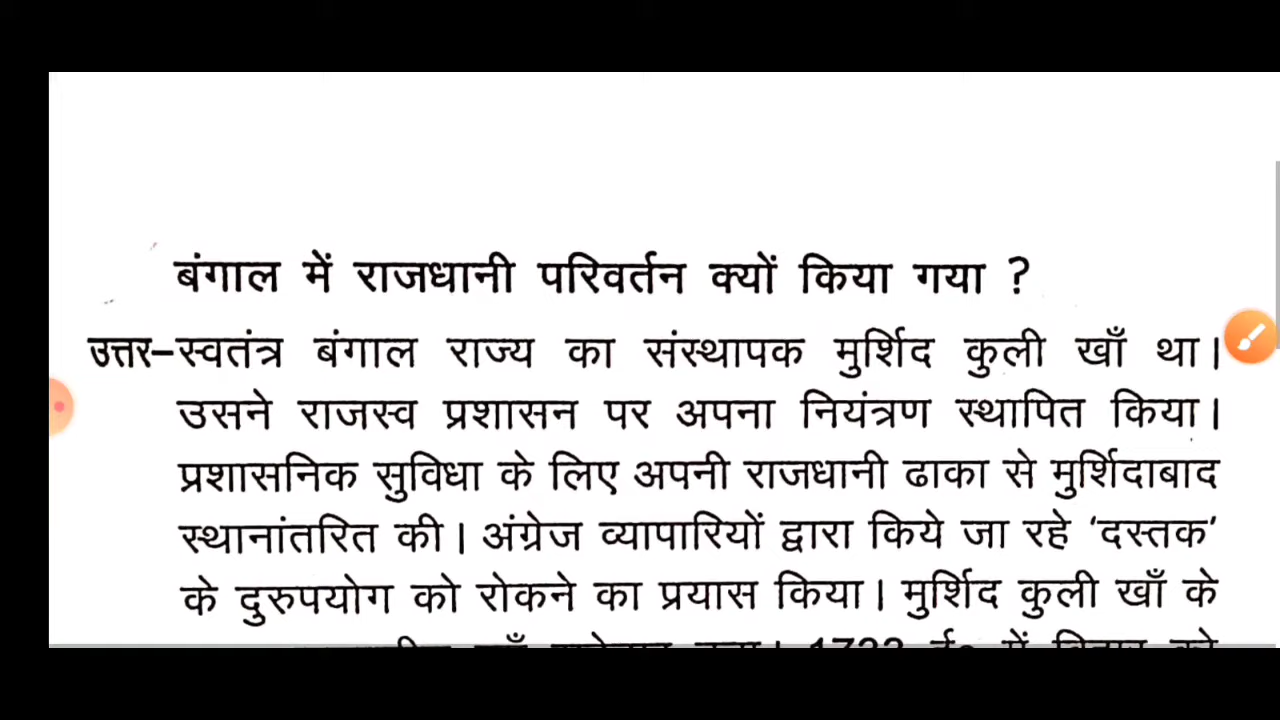 बंगाल में राजधानी परिवर्तन क्यों किया गया ?
उत्तर–स्वतंत्र बंगाल राज्य का संस्थापक मुर्शिद कुली खाँ था।
उसने राजस्व प्रशासन पर अपना नियंत्रण स्थापित किया।
प्रशासनिक सुविधा के लिए अपनी राजधानी ढाका से मुर्शिदाबाद
स्थानांतरित की। अंग्रेज व्यापारियों द्वारा किये जा रहे ‘दस्तक’
के दुरुपयोग को रोकने का प्रयास किया। मुर्शिद कुली खाँ के